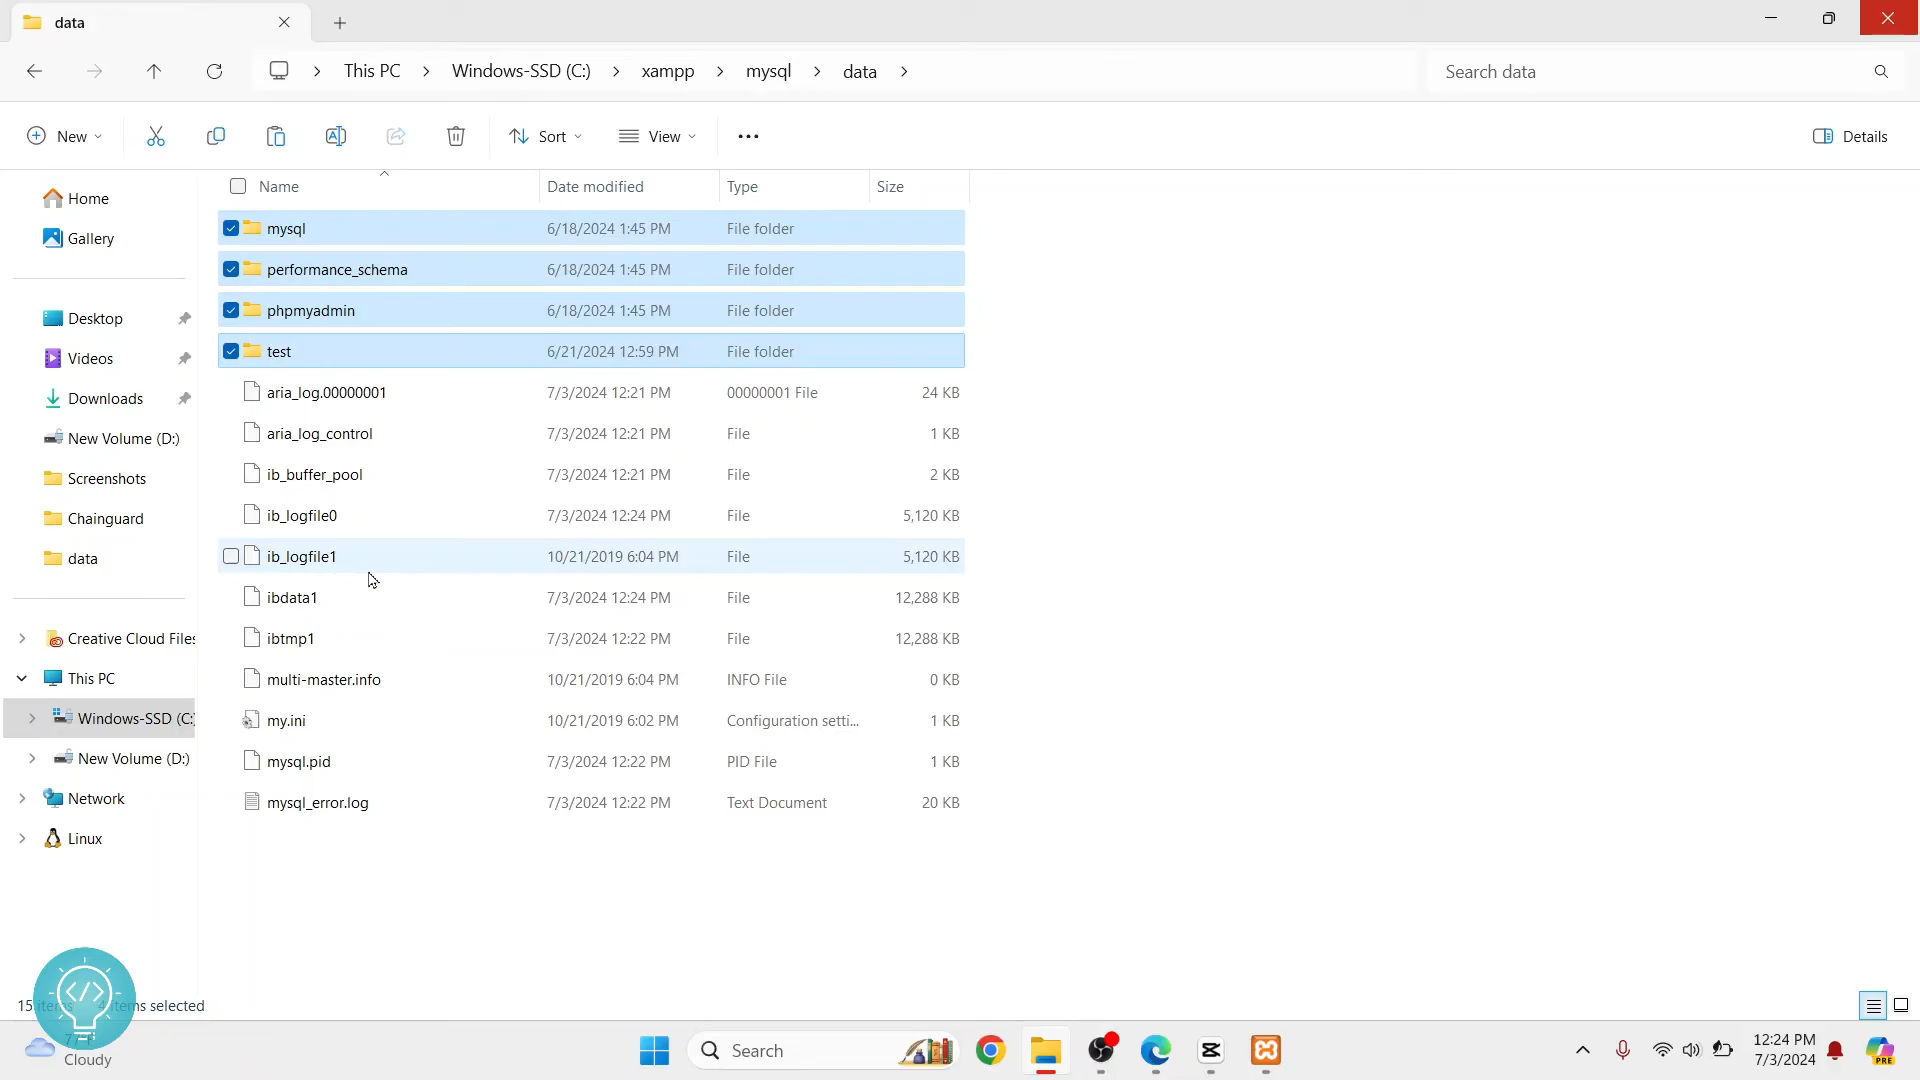 data
This PC > Windows-SSD (C:) > xampp > mysql > data >
Search data
New
Sort
View
Details
Name Date modified Type Size
Home
Gallery
Desktop
Videos
Downloads
New Volume (D:)
Screenshots
Chainguard
data
Creative Cloud Files
This PC
Windows-SSD (C:
New Volume (D:)
Network
Linux
mysql 6/18/2024 1:45 PM File folder
performance_schema 6/18/2024 1:45 PM File folder
phpmyadmin 6/18/2024 1:45 PM File folder
test 6/21/2024 12:59 PM File folder
aria_log.00000001 7/3/2024 12:21 PM 00000001 File 24 KB
aria_log_control 7/3/2024 12:21 PM File 1 KB
ib_buffer_pool 7/3/2024 12:21 PM File 2 KB
ib_logfile0 7/3/2024 12:24 PM File 5,120 KB
ib_logfile1 10/21/2019 6:04 PM File 5,120 KB
ibdata1 7/3/2024 12:24 PM File 12,288 KB
ibtmp1 7/3/2024 12:22 PM File 12,288 KB
multi-master.info 10/21/2019 6:04 PM INFO File 0 KB
my.ini 10/21/2019 6:02 PM Configuration setti... 1 KB
mysql.pid 7/3/2024 12:22 PM PID File 1 KB
mysql_error.log 7/3/2024 12:22 PM Text Document 20 KB
15 items selected
</>
Cloudy
Search
12:24 PM
7/3/2024
PRE